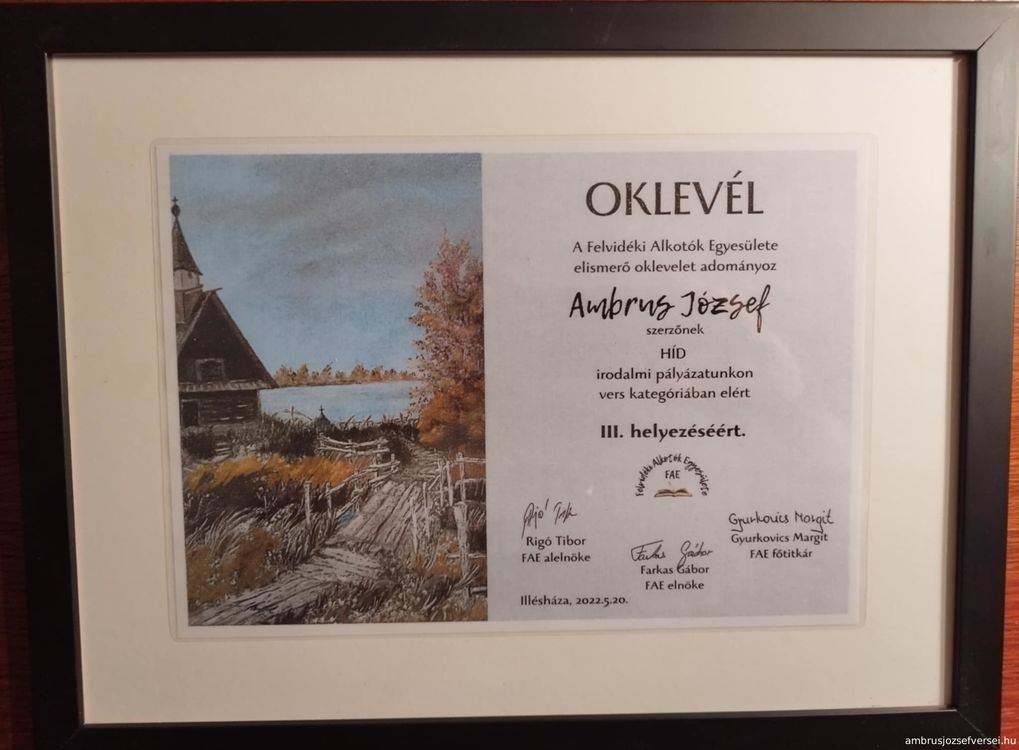 OKLEVÉL
A Felvidéki Alkotók Egyesülete
elismerő oklevelet adományoz
Ambrus József
szerzőnek
HÍD
irodalmi pályázatunkon
vers kategóriában elért
III. helyezéséért.
Felvidéki Alkotók Egyesülete
FAE
Rigó Tibor
FAE alelnöke
Farkas Gábor
Farkas Gábor
FAE elnöke
Gyurkovics Margit
Gyurkovics Margit
FAE főtitkár
Illésháza, 2022.5.20.
ambrusjozsefversei.hu